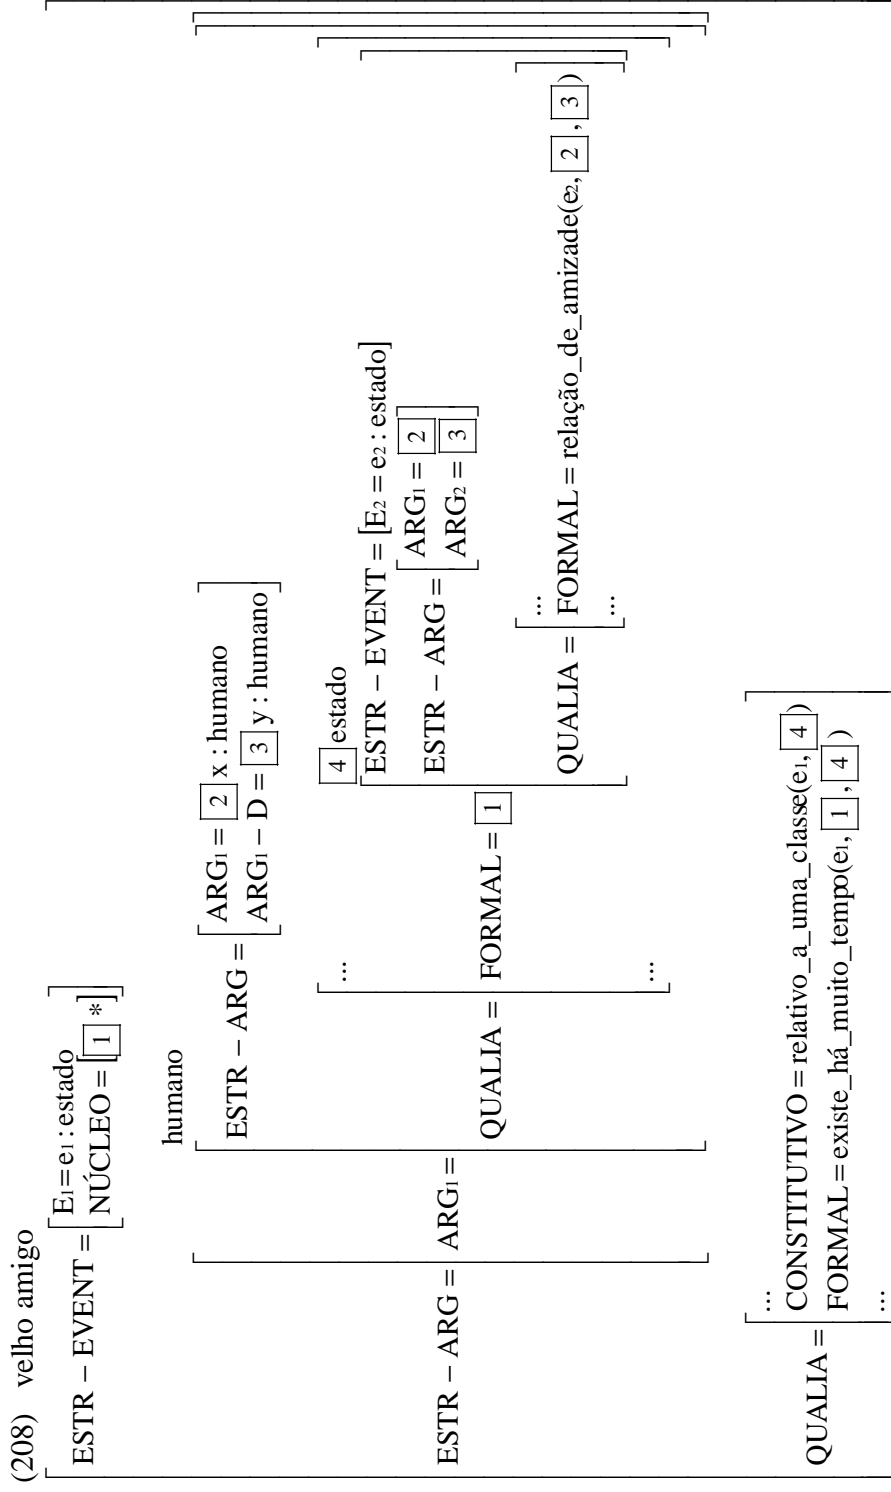 (208) velho amigo
ESTR – EVENT = [E1 = e1 : estado
NÚCLEO = [1 *]]
humano
ESTR – ARG = [ARG1 = [2] x : humano
ARG1 – D = [3] y : humano]
[4] estado
ESTR – EVENT = [E2 = e2 : estado]
ESTR – ARG = [ARG1 = [2]
ARG2 = [3]]
ESTR – ARG = ARG1 =
QUALIA = ... FORMAL = [1]
...
QUALIA = ... FORMAL = relação_de_amizade(e2, [2], [3])
...
...
CONSTITUTIVO = relativo_a_uma_classe(e1, [4])
QUALIA = FORMAL = existe_há_muito_tempo(e1, [1], [4])
...